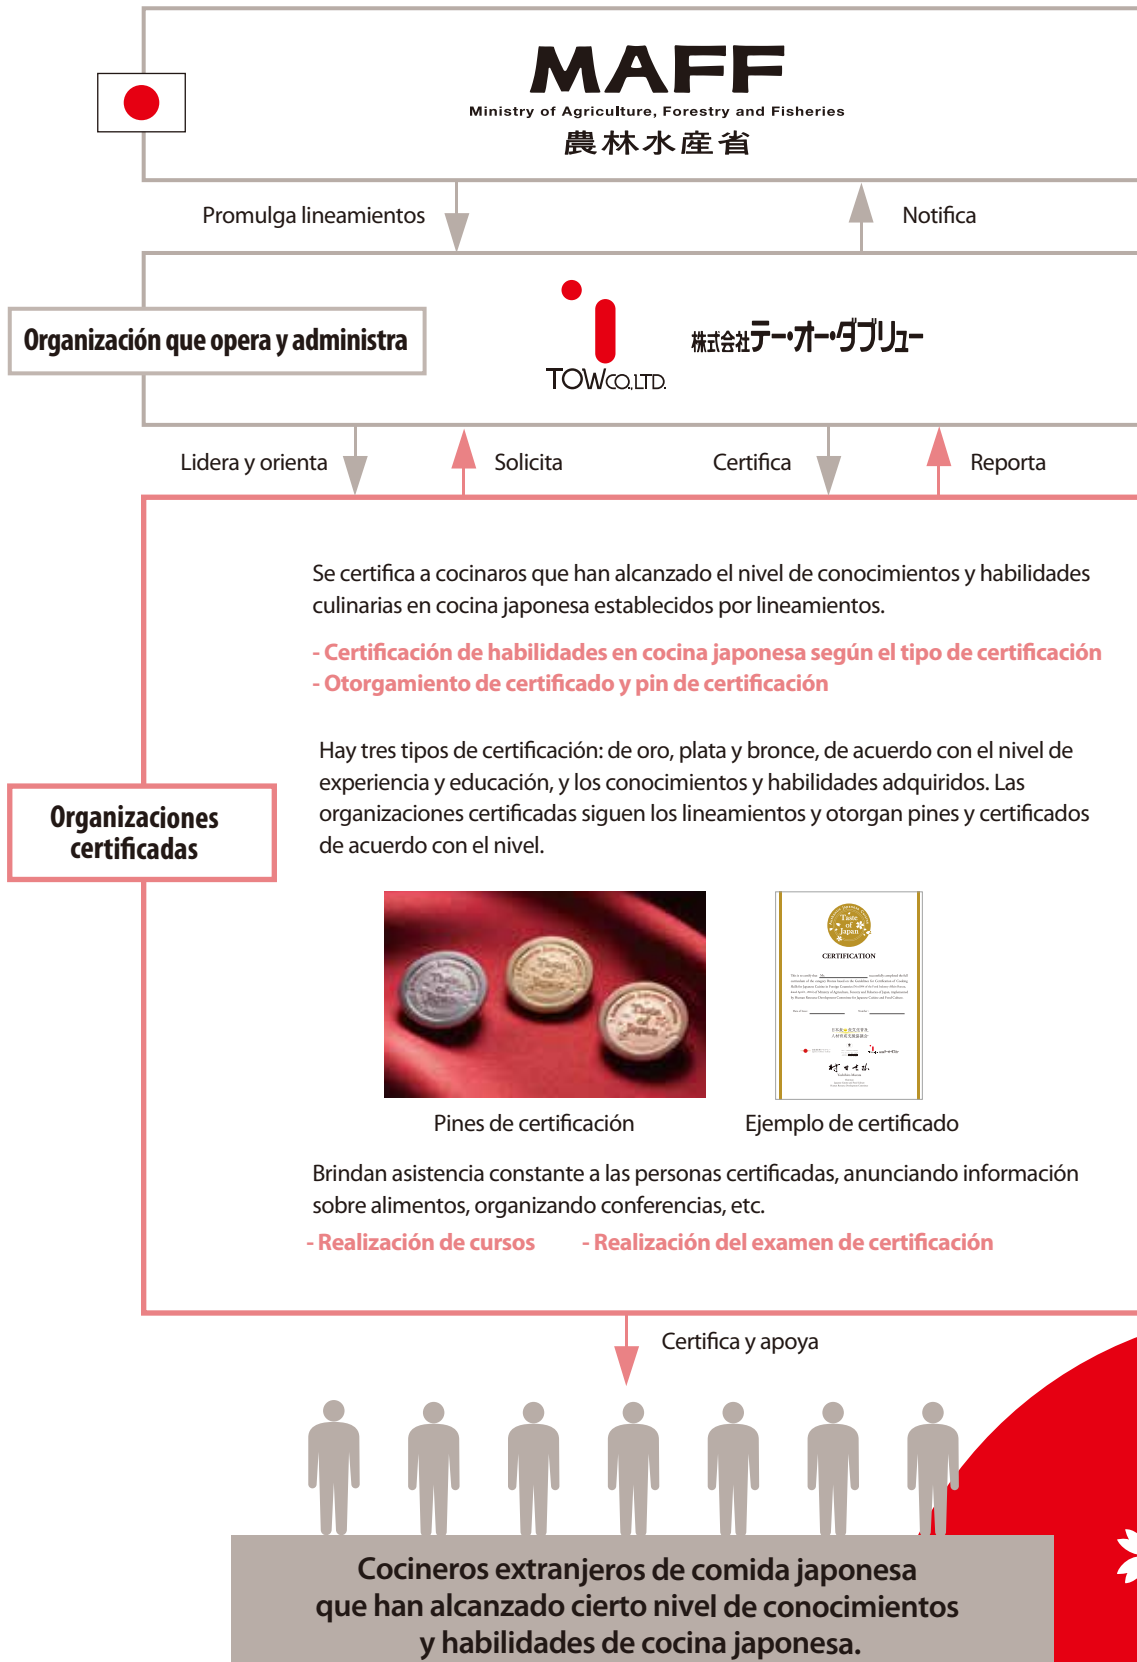 MAFF
Ministry of Agriculture, Forestry and Fisheries
農林水産省
Promulga lineamientos
Notifica
Organización que opera y administra
TOW CO.,LTD.
株式会社テー・オー・ダブリュー
Lidera y orienta
Solicita
Certifica
Reporta
Se certifica a cocinaros que han alcanzado el nivel de conocimientos y habilidades
culinarias en cocina japonesa establecidos por lineamientos.
- Certificación de habilidades en cocina japonesa según el tipo de certificación
- Otorgamiento de certificado y pin de certificación
Hay tres tipos de certificación: de oro, plata y bronce, de acuerdo con el nivel de
experiencia y educación, y los conocimientos y habilidades adquiridos. Las
organizaciones certificadas siguen los lineamientos y otorgan pines y certificados
de acuerdo con el nivel.
Organizaciones
certificadas
Taste
of
Japan
Taste
of
Japan
CERTIFICATION
Pines de certificación
Ejemplo de certificado
Brindan asistencia constante a las personas certificadas, anunciando información
sobre alimentos, organizando conferencias, etc.
- Realización de cursos
- Realización del examen de certificación
Certifica y apoya
Cocineros extranjeros de comida japonesa
que han alcanzado cierto nivel de conocimientos
y habilidades de cocina japonesa.